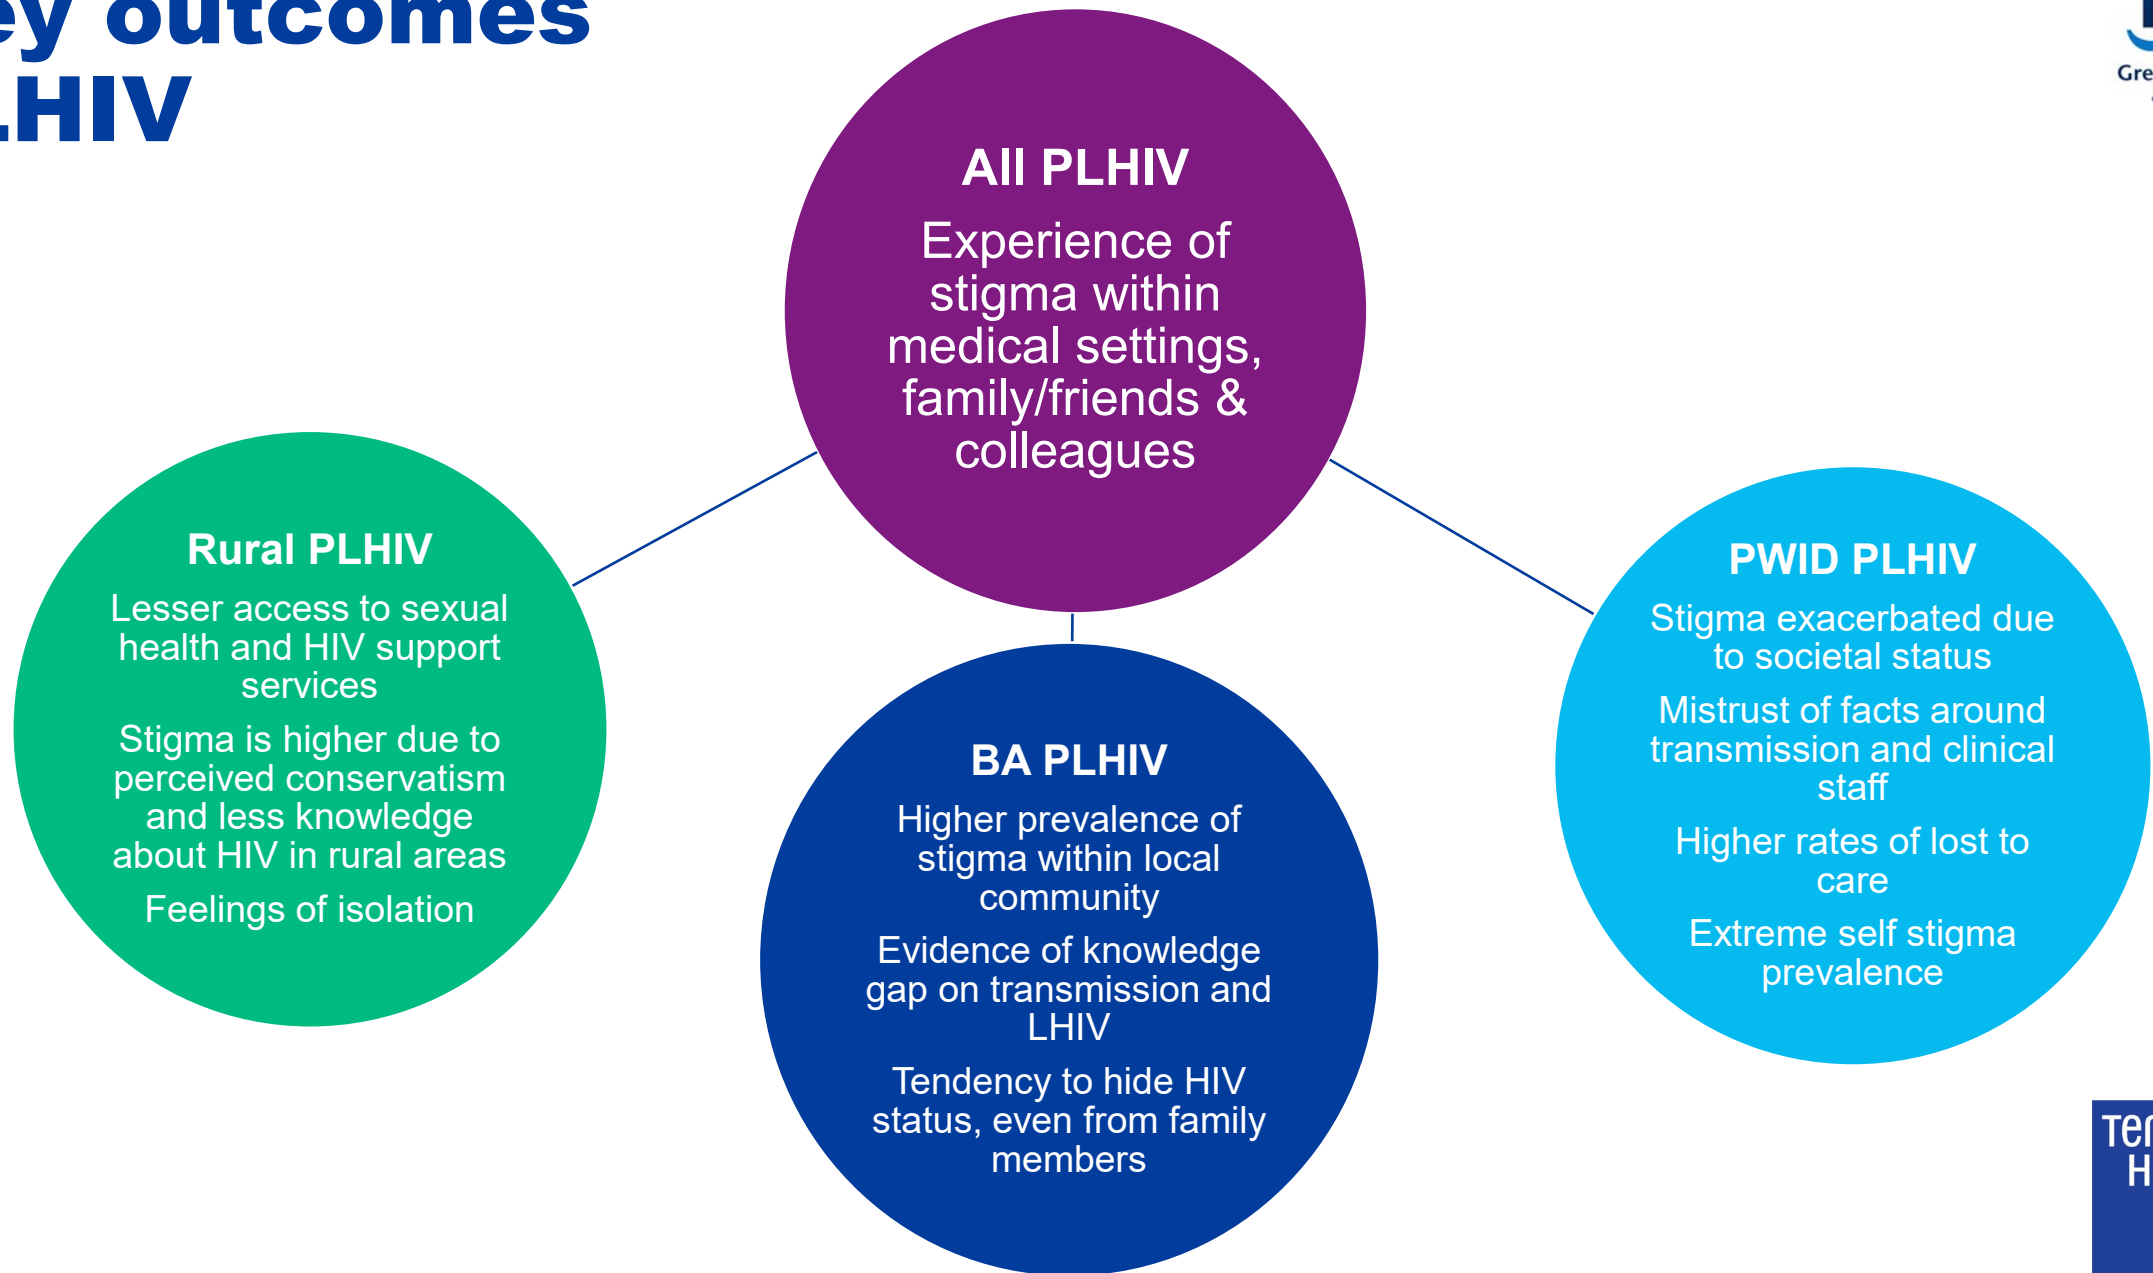 ey outcomes
LHIV
Gre
All PLHIV
Experience of
stigma within
medical settings,
family/friends &
colleagues
Rural PLHIV
Lesser access to sexual
health and HIV support
services
Stigma is higher due to
perceived conservatism
and less knowledge
about HIV in rural areas
Feelings of isolation
BA PLHIV
Higher prevalence of
stigma within local
community
Evidence of knowledge
gap on transmission and
LHIV
Tendency to hide HIV
status, even from family
members
PWID PLHIV
Stigma exacerbated due
to societal status
Mistrust of facts around
transmission and clinical
staff
Higher rates of lost to
care
Extreme self stigma
prevalence
Ter
H